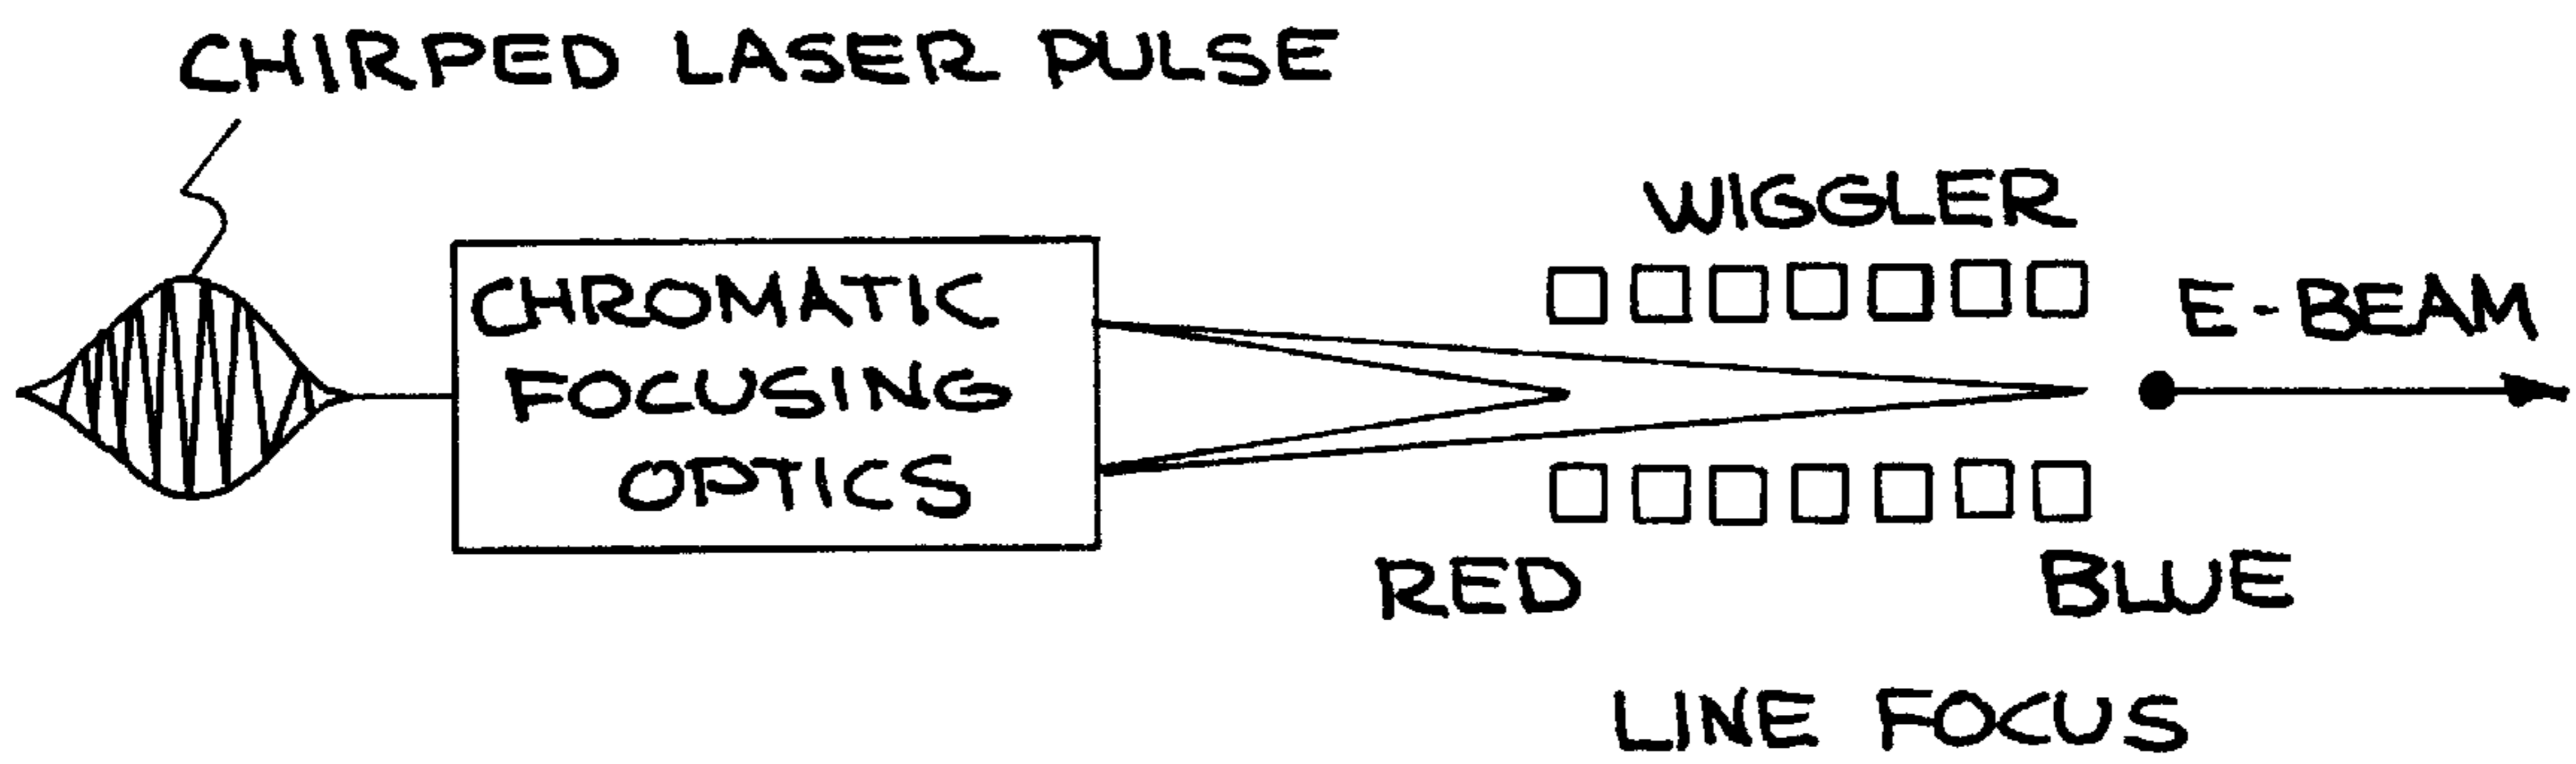 CHIRPED LASER PULSE
WIGGLER
E-BEAM
CHROMATIC
FOCUSING
OPTICS
RED
BLUE
LINE FOCUS